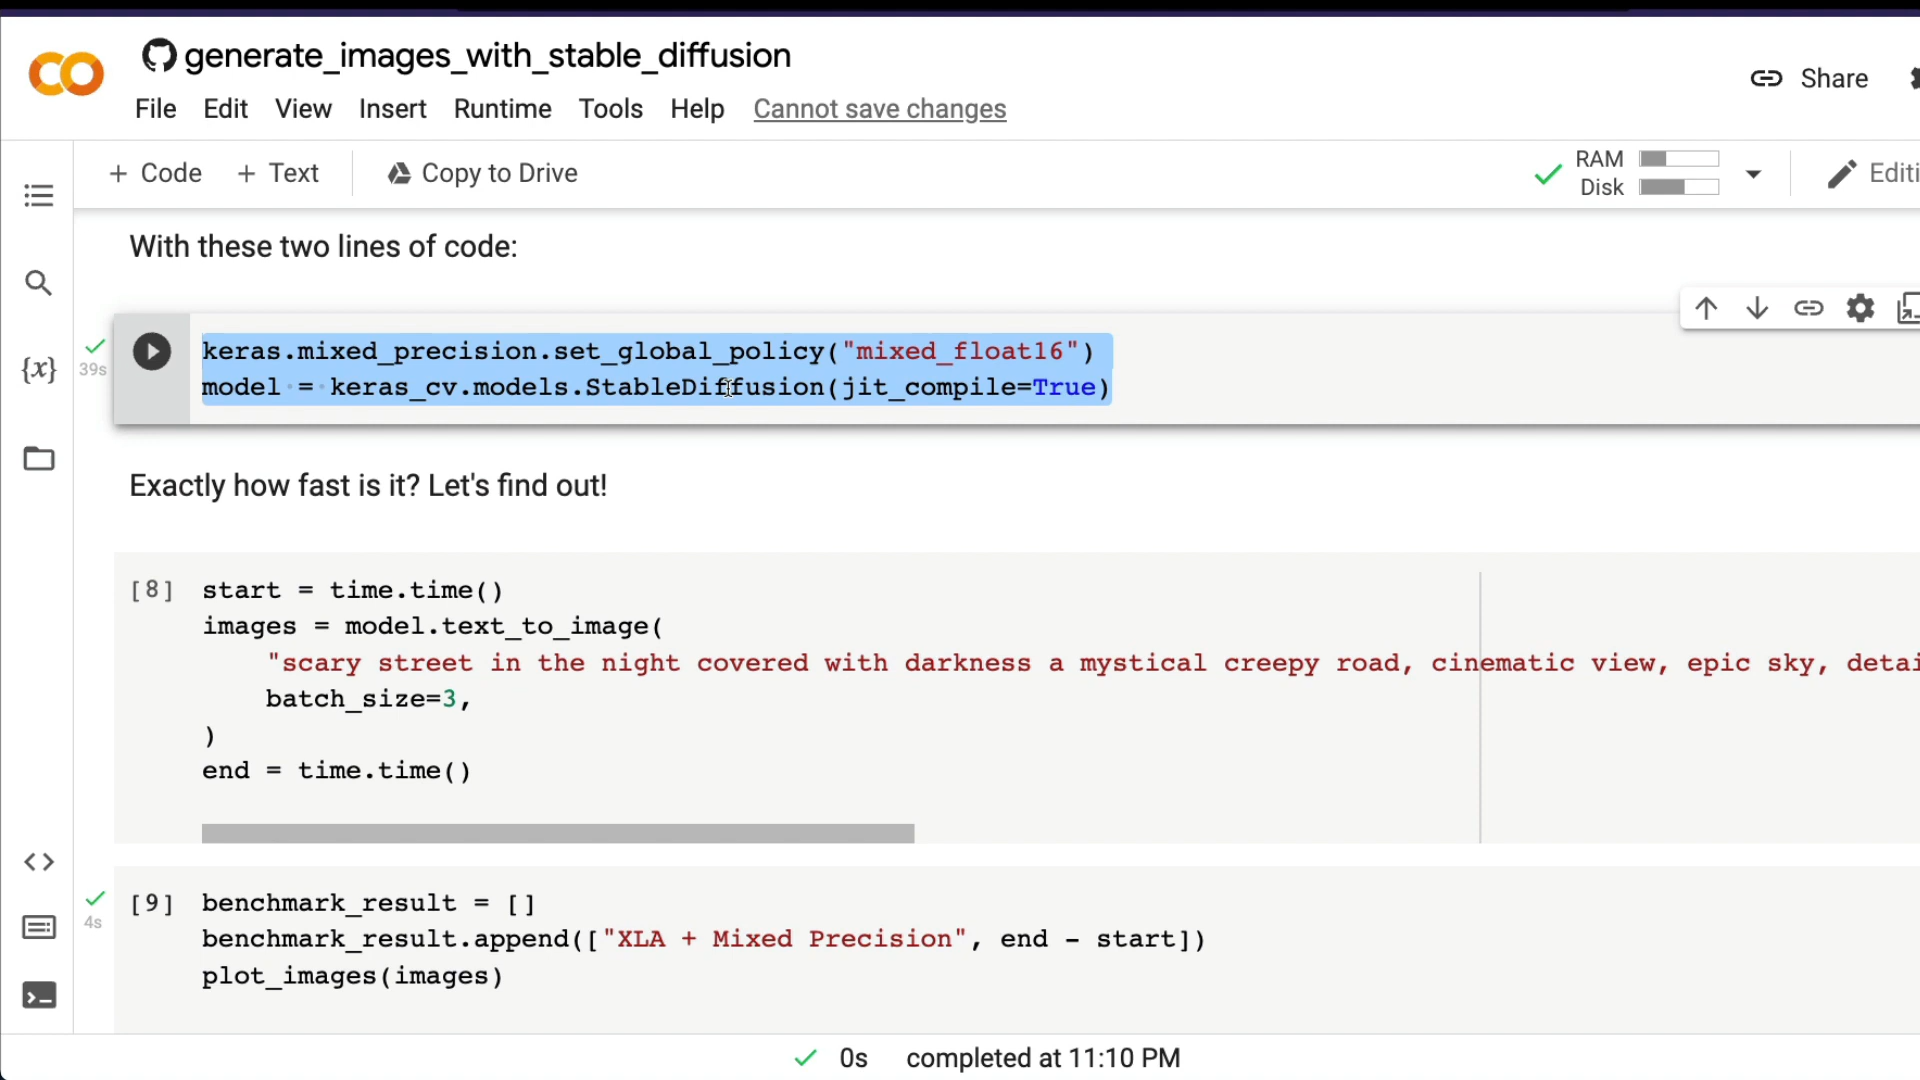 generate_images_with_stable_diffusion
Share
File Edit View Insert Runtime Tools Help Cannot save changes
+ Code + Text Copy to Drive
RAM
Disk
Editi
With these two lines of code:
{x}
39s
keras.mixed_precision.set_global_policy("mixed_float16")
model = keras_cv.models.StableDiffusion(jit_compile=True)
Exactly how fast is it? Let's find out!
[8] start = time.time()
images = model.text_to_image(
"scary street in the night covered with darkness a mystical creepy road, cinematic view, epic sky, detai
batch_size=3,
)
end = time.time()
4s
[9] benchmark_result = []
benchmark_result.append(["XLA + Mixed Precision", end - start])
plot_images(images)
0s completed at 11:10 PM